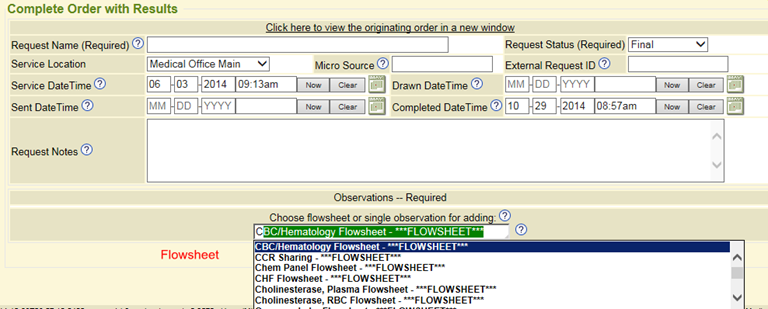 Complete Order with Results
Click here to view the originating order in a new window
Request Name (Required) ? Request Status (Required) Final
Service Location Medical Office Main Micro Source ? External Request ID ?
Service DateTime ? 06 - 03 - 2014 09:13am Now Clear Drawn DateTime ? MM - DD - YYYY Now Clear
Sent DateTime ? MM - DD - YYYY Now Clear Completed DateTime ? 10 - 29 - 2014 08:57am Now Clear
Request Notes ?
Observations -- Required
Choose flowsheet or single observation for adding: ?
CBC/Hematology Flowsheet - ***FLOWSHEET*** ?
Flowsheet
CBC/Hematology Flowsheet - ***FLOWSHEET***
CCR Sharing - ***FLOWSHEET***
Chem Panel Flowsheet - ***FLOWSHEET***
CHF Flowsheet - ***FLOWSHEET***
Cholinesterase, Plasma Flowsheet - ***FLOWSHEET***
Cholinesterase, RBC Flowsheet - ***FLOWSHEET***